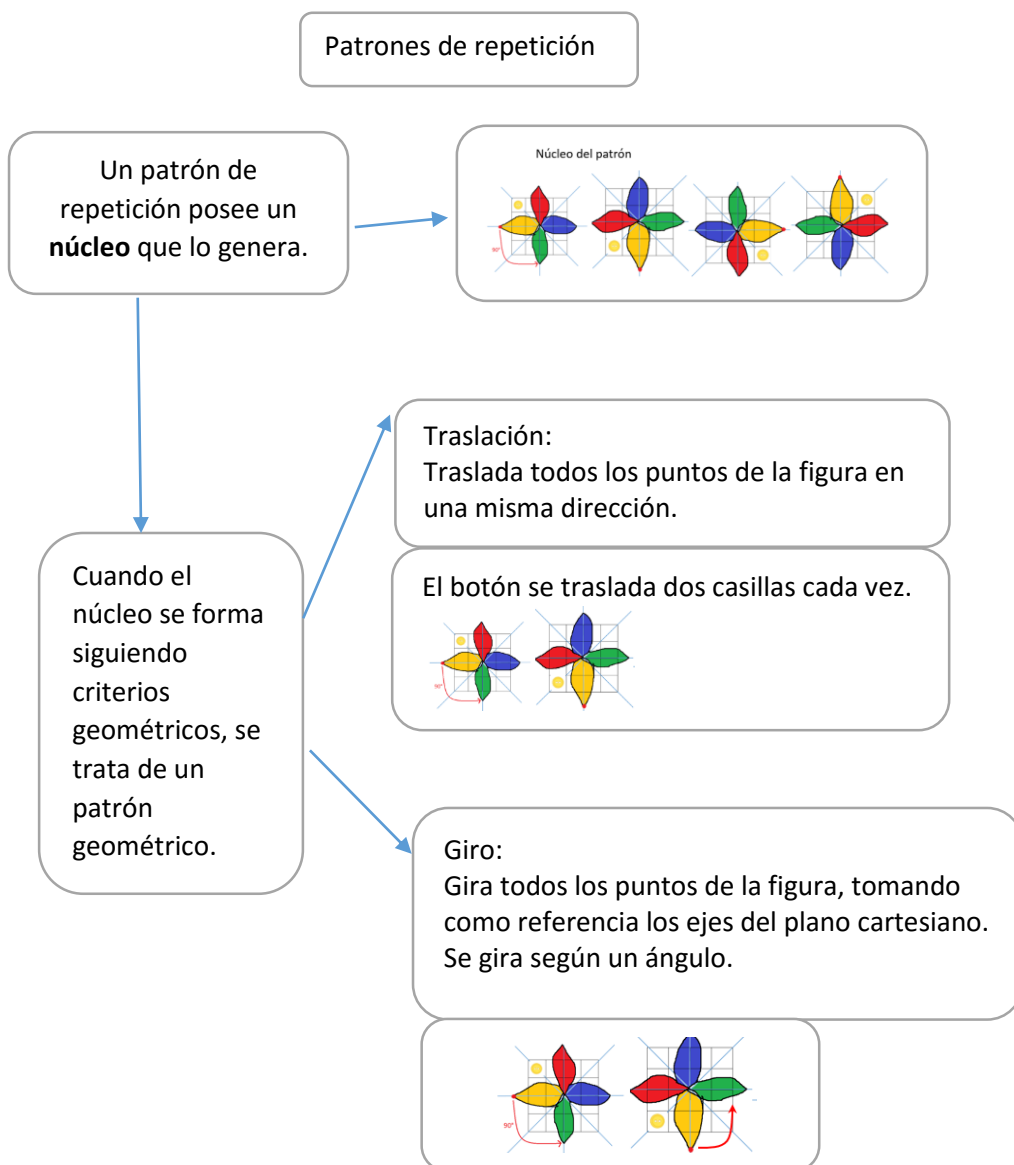 Patrones de repetición
Un patrón de
repetición posee un
núcleo que lo genera.
Núcleo del patrón
90°
Traslación:
Traslada todos los puntos de la figura en
una misma dirección.
Cuando el
núcleo se forma
siguiendo
criterios
geométricos, se
trata de un
patrón
geométrico.
El botón se traslada dos casillas cada vez.
90°
Giro:
Gira todos los puntos de la figura, tomando
como referencia los ejes del plano cartesiano.
Se gira según un ángulo.
90°